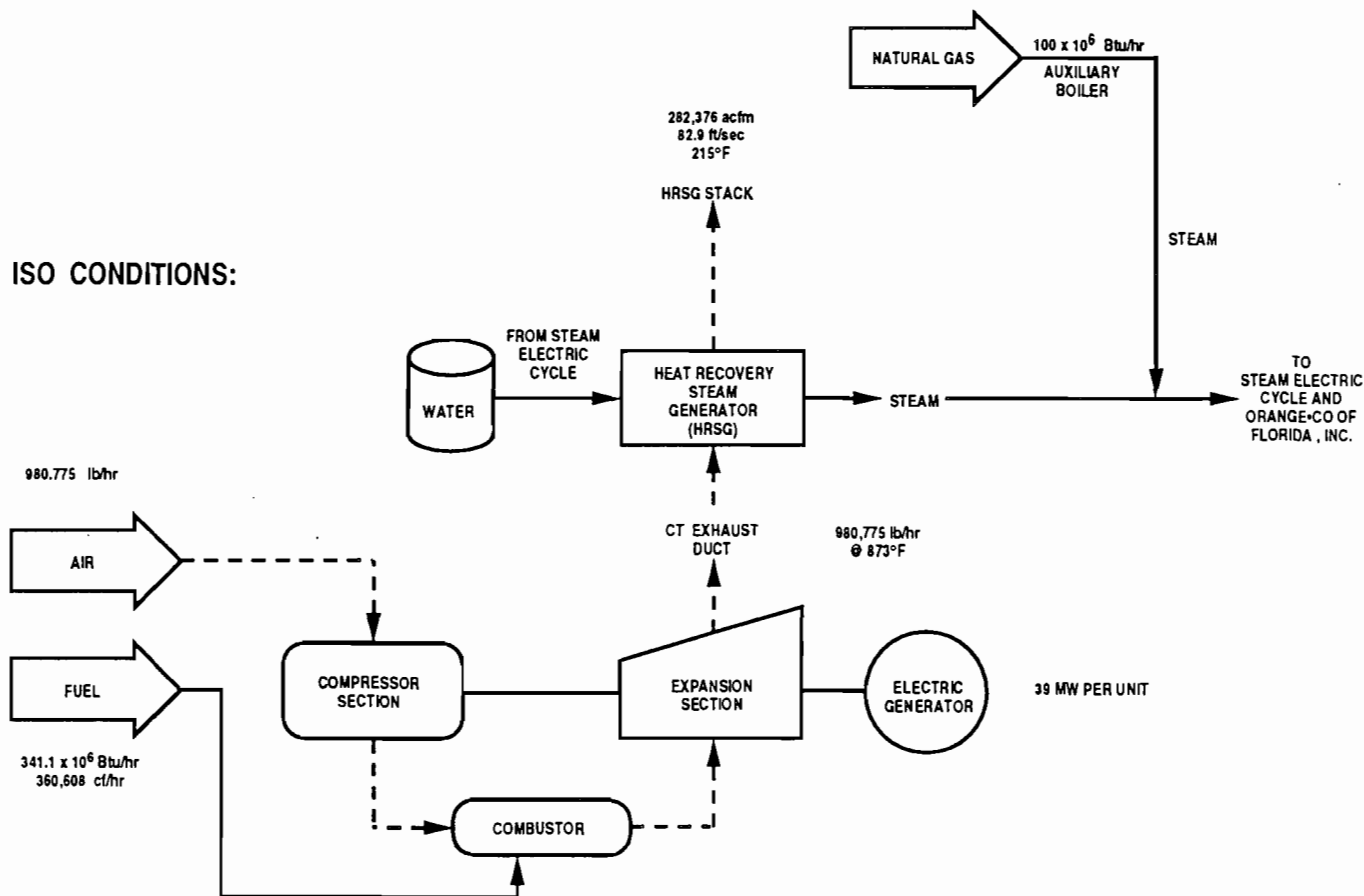 NATURAL GAS
100 x 10⁶ Btu/hr
AUXILIARY
BOILER
282,376 acfm
82.9 ft/sec
215°F
HRSG STACK
STEAM
ISO CONDITIONS:
FROM STEAM
ELECTRIC
CYCLE
WATER
HEAT RECOVERY
STEAM
GENERATOR
(HRSG)
STEAM
TO
STEAM ELECTRIC
CYCLE AND
ORANGE•CO OF
FLORIDA , INC.
980.775 lb/hr
AIR
CT EXHAUST
DUCT
980,775 lb/hr
@ 873°F
FUEL
COMPRESSOR
SECTION
EXPANSION
SECTION
ELECTRIC
GENERATOR
39 MW PER UNIT
341.1 x 10⁶ Btu/hr
360,608 cf/hr
COMBUSTOR